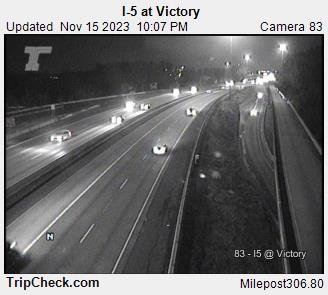 I-5 at Victory
Updated Nov 15 2023 10:07 PM Camera 83
T
N
83 - I5 @ Victory
TripCheck.com Milepost306.80